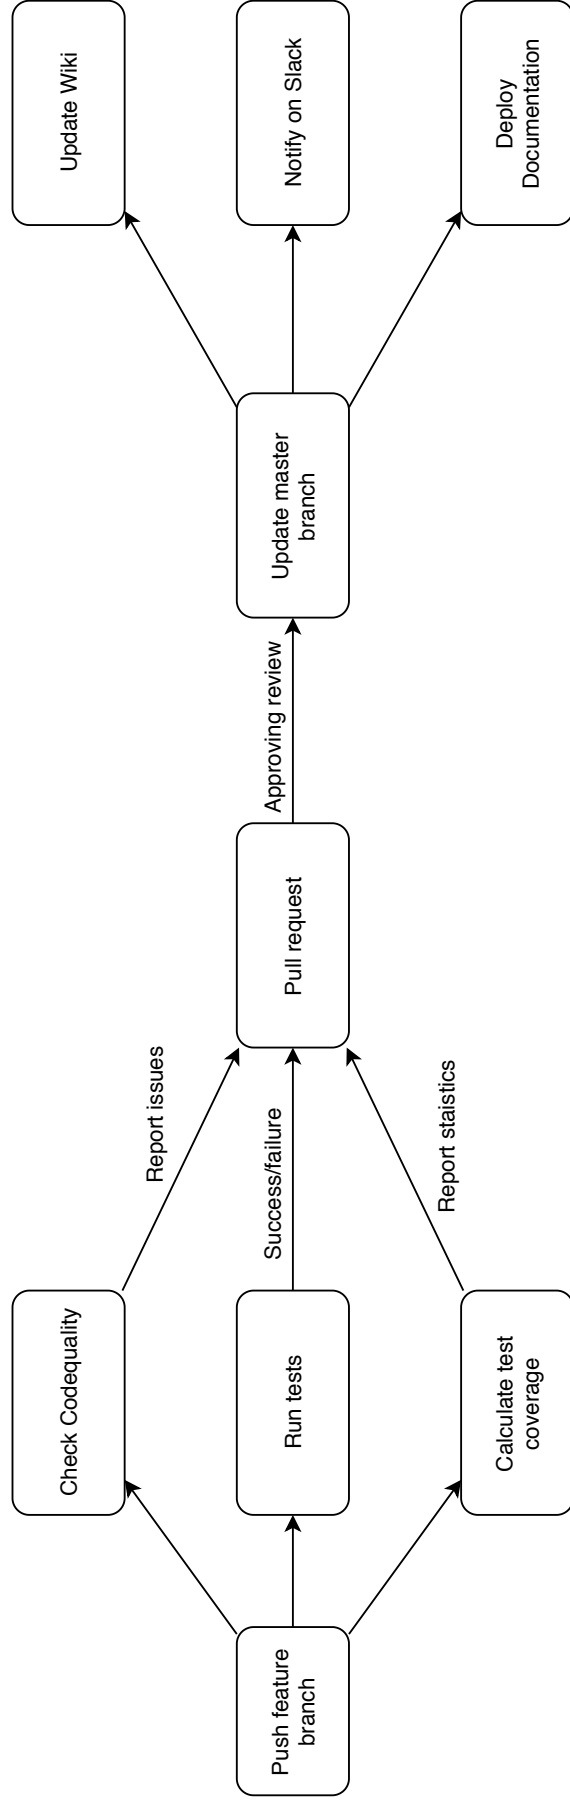 Push feature
branch
Check Codequality
Run tests
Calculate test
coverage
Report issues
Success/failure
Report staistics
Pull request
Approving review
Update master
branch
Update Wiki
Notify on Slack
Deploy
Documentation